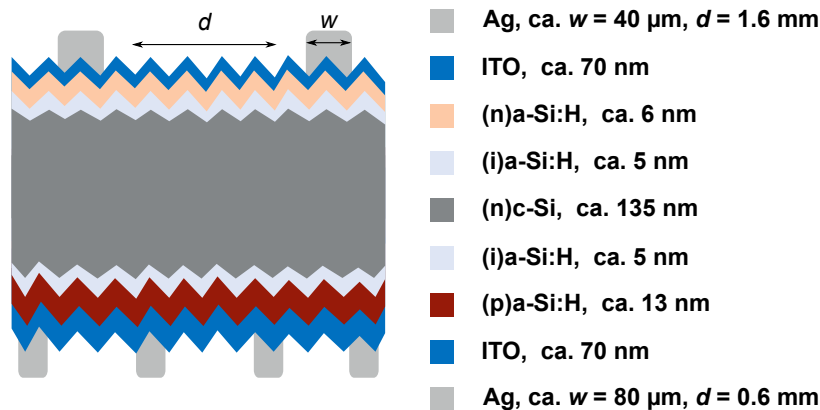 d
w
Ag, ca. w = 40 µm, d = 1.6 mm
ITO, ca. 70 nm
(n)a-Si:H, ca. 6 nm
(i)a-Si:H, ca. 5 nm
(n)c-Si, ca. 135 nm
(i)a-Si:H, ca. 5 nm
(p)a-Si:H, ca. 13 nm
ITO, ca. 70 nm
Ag, ca. w = 80 µm, d = 0.6 mm